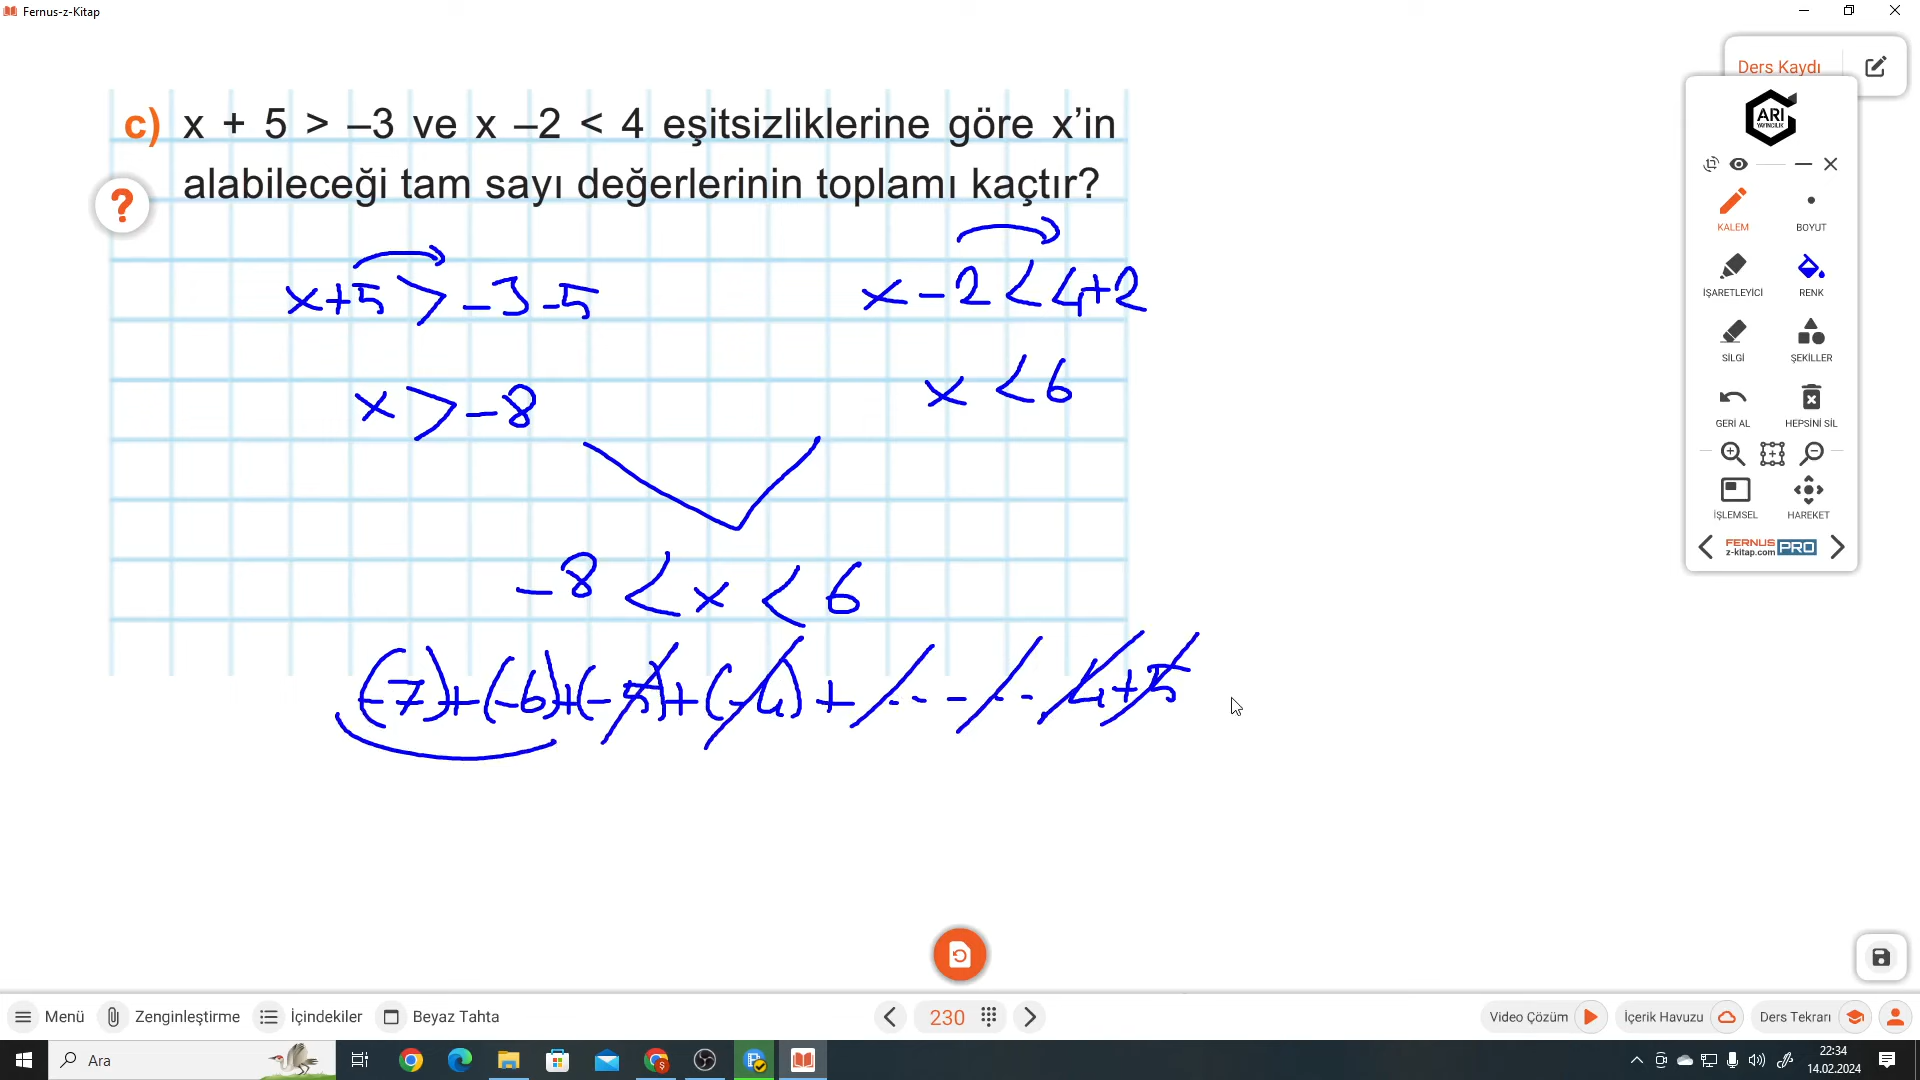 Fernus-z-Kitap
Ders Kaydı
c) x + 5 > –3 ve x –2 < 4 eşitsizliklerine göre x’in
alabileceği tam sayı değerlerinin toplamı kaçtır?
?
x+5 > -3 -5
x - 2 < 4+2
x > -8
x < 6
-8 < x < 6
(-7)+(-6)+(-5)+(-4)+ - - - - 4+5
ARI
YAYINCILIK
KALEM
BOYUT
İŞARETLEYİCİ
RENK
SİLGİ
ŞEKİLLER
GERİ AL
HEPSİNİ SİL
İŞLEMSEL
HAREKET
FERNUS
z-kitap.com PRO
Menü
Zenginleştirme
İçindekiler
Beyaz Tahta
230
Video Çözüm
İçerik Havuzu
Ders Tekrarı
Ara
22:34
14.02.2024